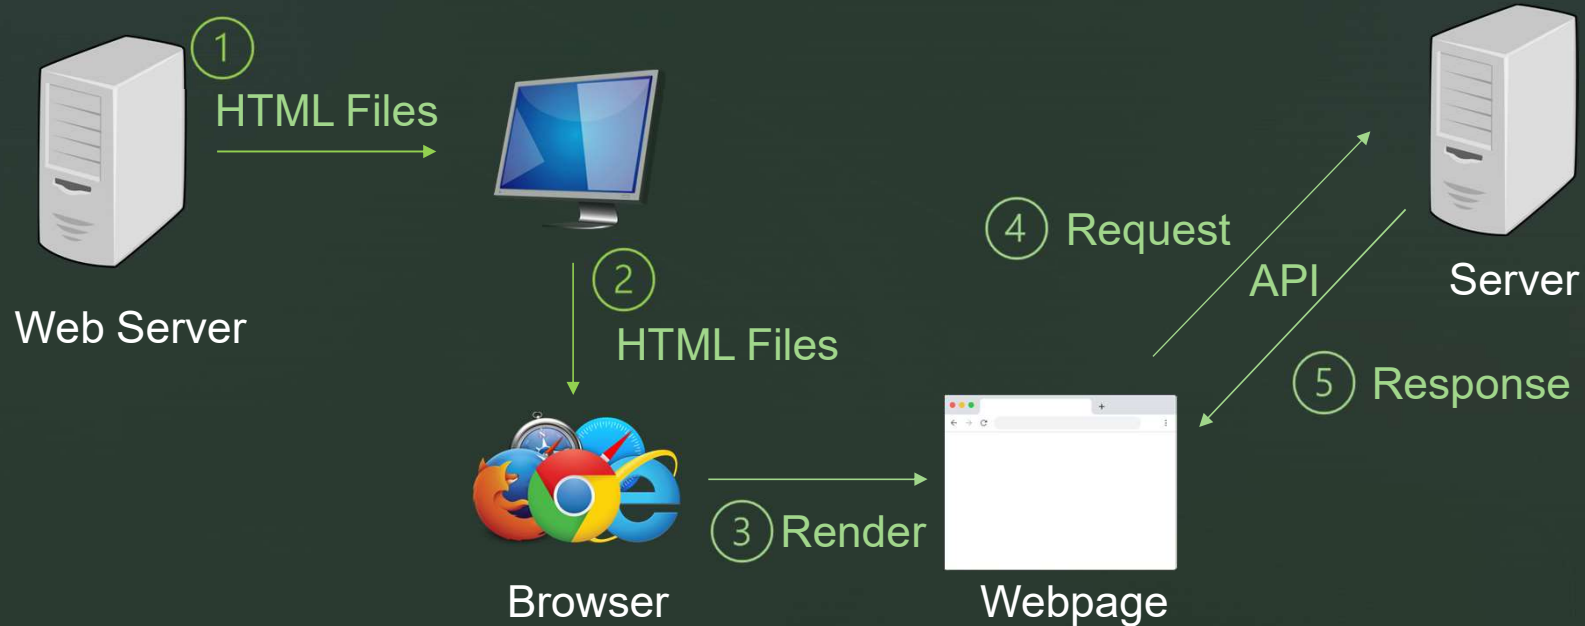 1
HTML Files
Web Server
2
HTML Files
Browser
3 Render
Webpage
4 Request
API
5 Response
Server